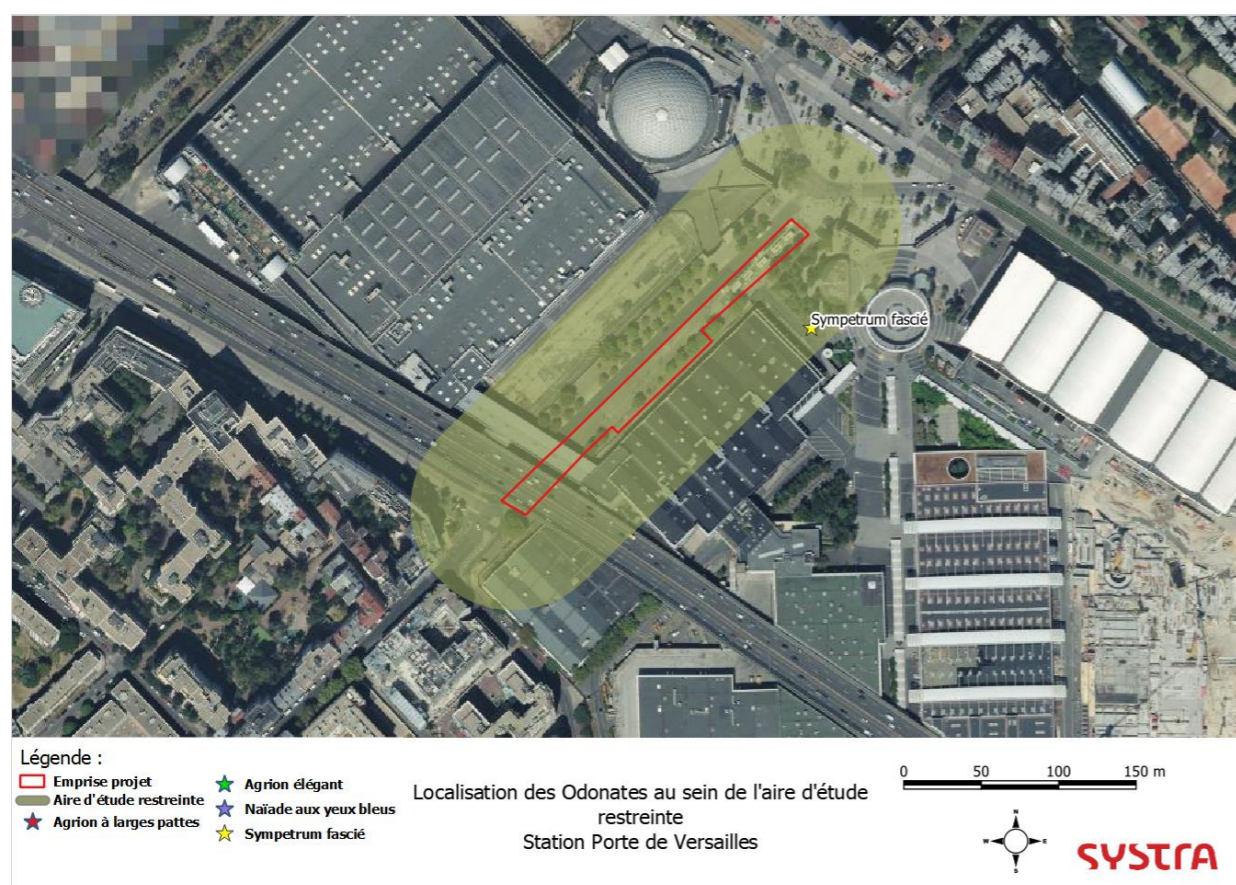 Sympetrum fascié
Légende :
Emprise projet
Aire d'étude restreinte
Agrion à larges pattes
Agrion élégant
Naïade aux yeux bleus
Sympetrum fascié
Localisation des Odonates au sein de l'aire d'étude
restreinte
Station Porte de Versailles
0 50 100 150 m
N
W E
S
SYSTRA